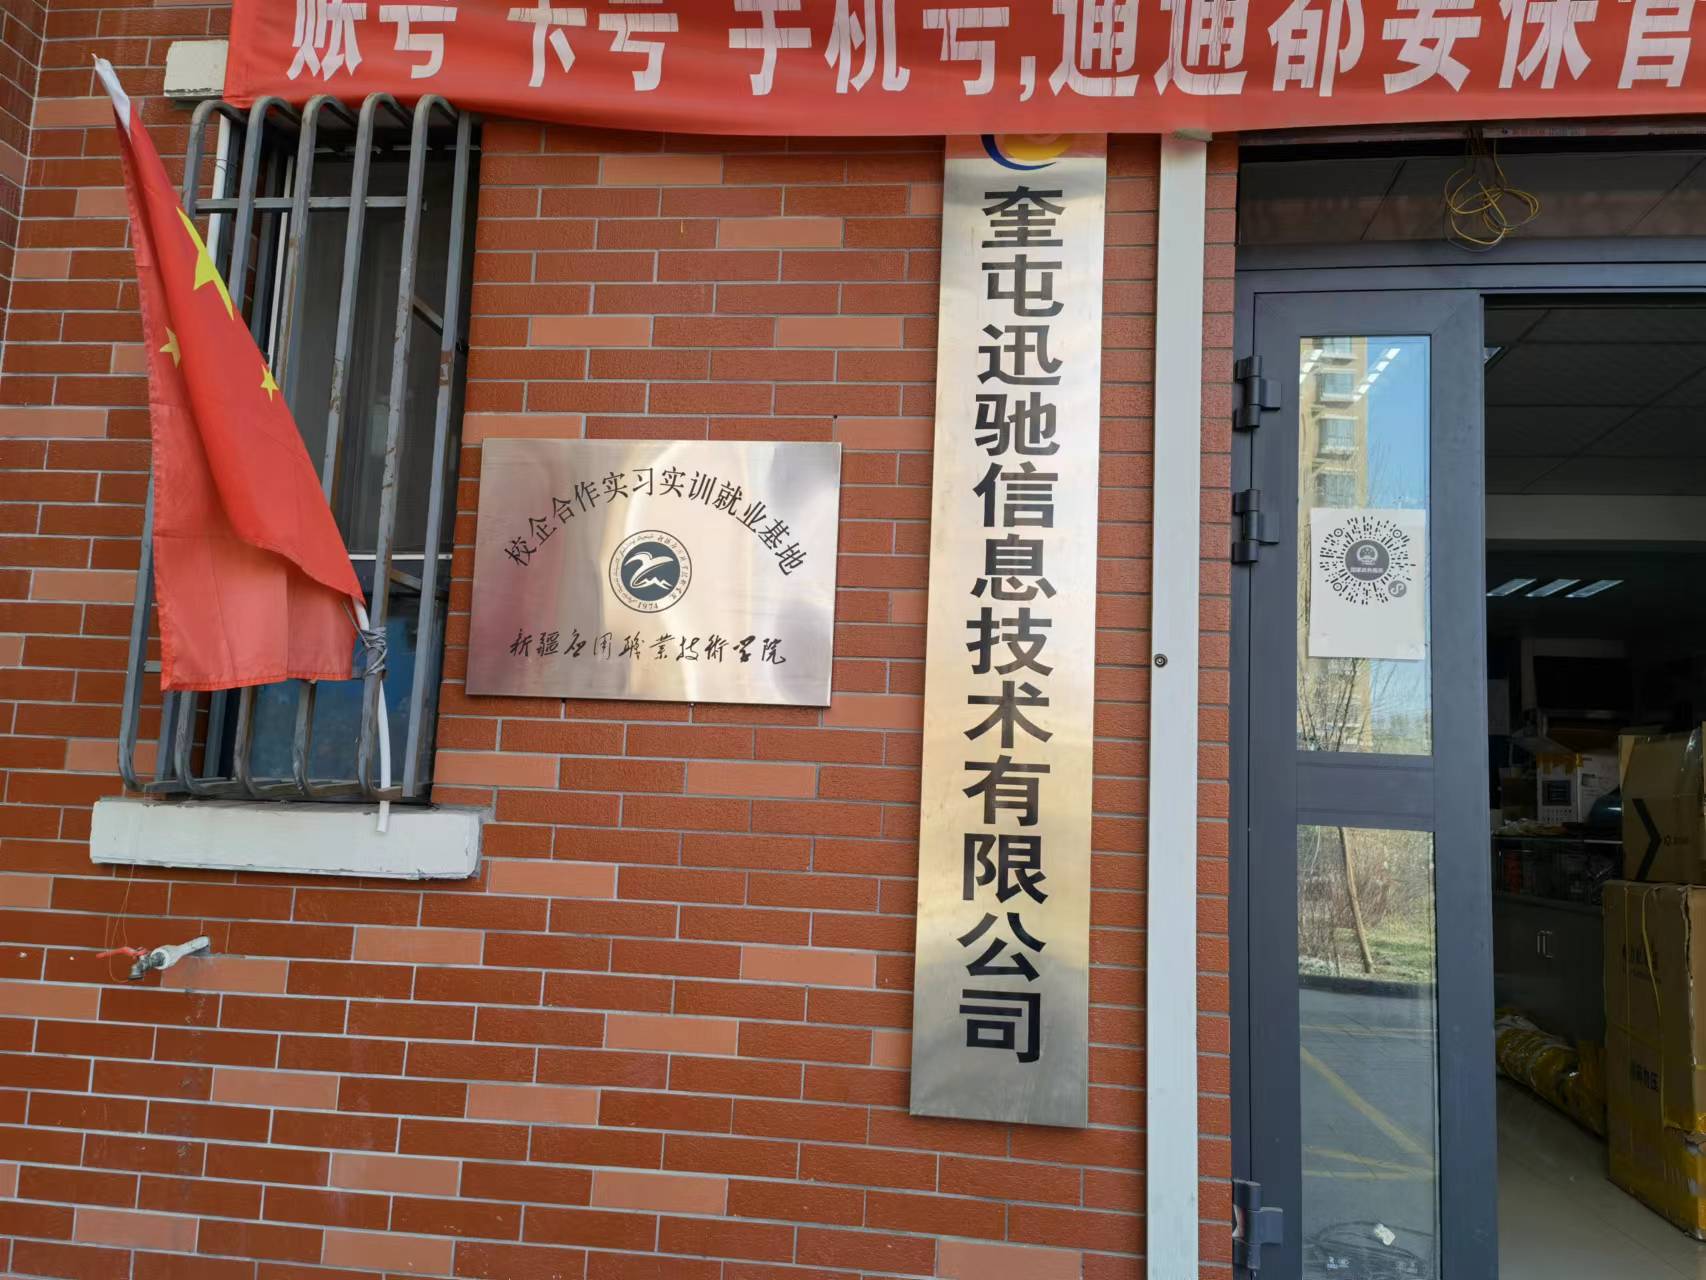 账号 卡号 手机号,通通都要保管
奎屯迅驰信息技术有限公司
校企合作实习实训就业基地
1974
新疆应用职业技术学院